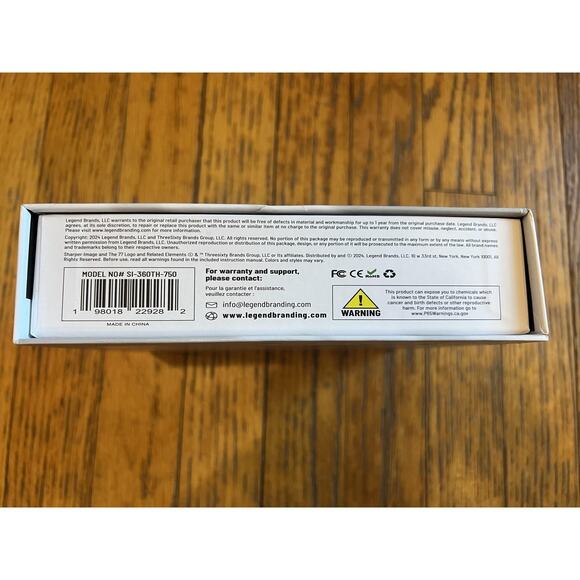 Legend Brands, LLC warrants to the original retail purchaser that this product will be free of defects in material and workmanship for up to 1 year from the original purchase date. Legend Brands, LLC
agrees, at its sole discretion, to repair or replace this product with the same or similar item at no charge to the original purchaser. This warranty does not cover misuse, neglect, accident, or abuse.
Please visit www.legendbranding.com for more information.
Copyright: 2024 Legend Brands, LLC and ThreeSixty Brands Group, LLC. All rights reserved. No portion of this package may be reproduced or transmitted in any form or by any means without express
written permission from Legend Brands, LLC. Unauthorized reproduction or distribution of this package, design, or any portion of it will be prosecuted to the maximum extent of the law. All brand names
and trademarks belong to their respective owners.
Sharper Image and The 77 Logo and Related Elements © & ™ ThreeSixty Brands Group, LLC or its affiliates. Distributed by and © 2024. Legend Brands, LLC. 10 w 33rd st, New York, New York 10001. All Rights
Reserved. Before use, read all warnings found in the included instruction manual. Colors and styles may vary.
MODEL NO# SI-360TH-750
1 98018 22928 2
MADE IN CHINA
For warranty and support,
please contact:
Pour la garantie et l'assistance,
veuillez contacter :
info@legendbranding.com
www.legendbranding.com
FC CE RoHS
! WARNING
This product can expose you to chemicals which
is known to the State of California to cause
cancer and birth defects or other reproductive
harm. For more information go to
www.P65Warnings.ca.gov